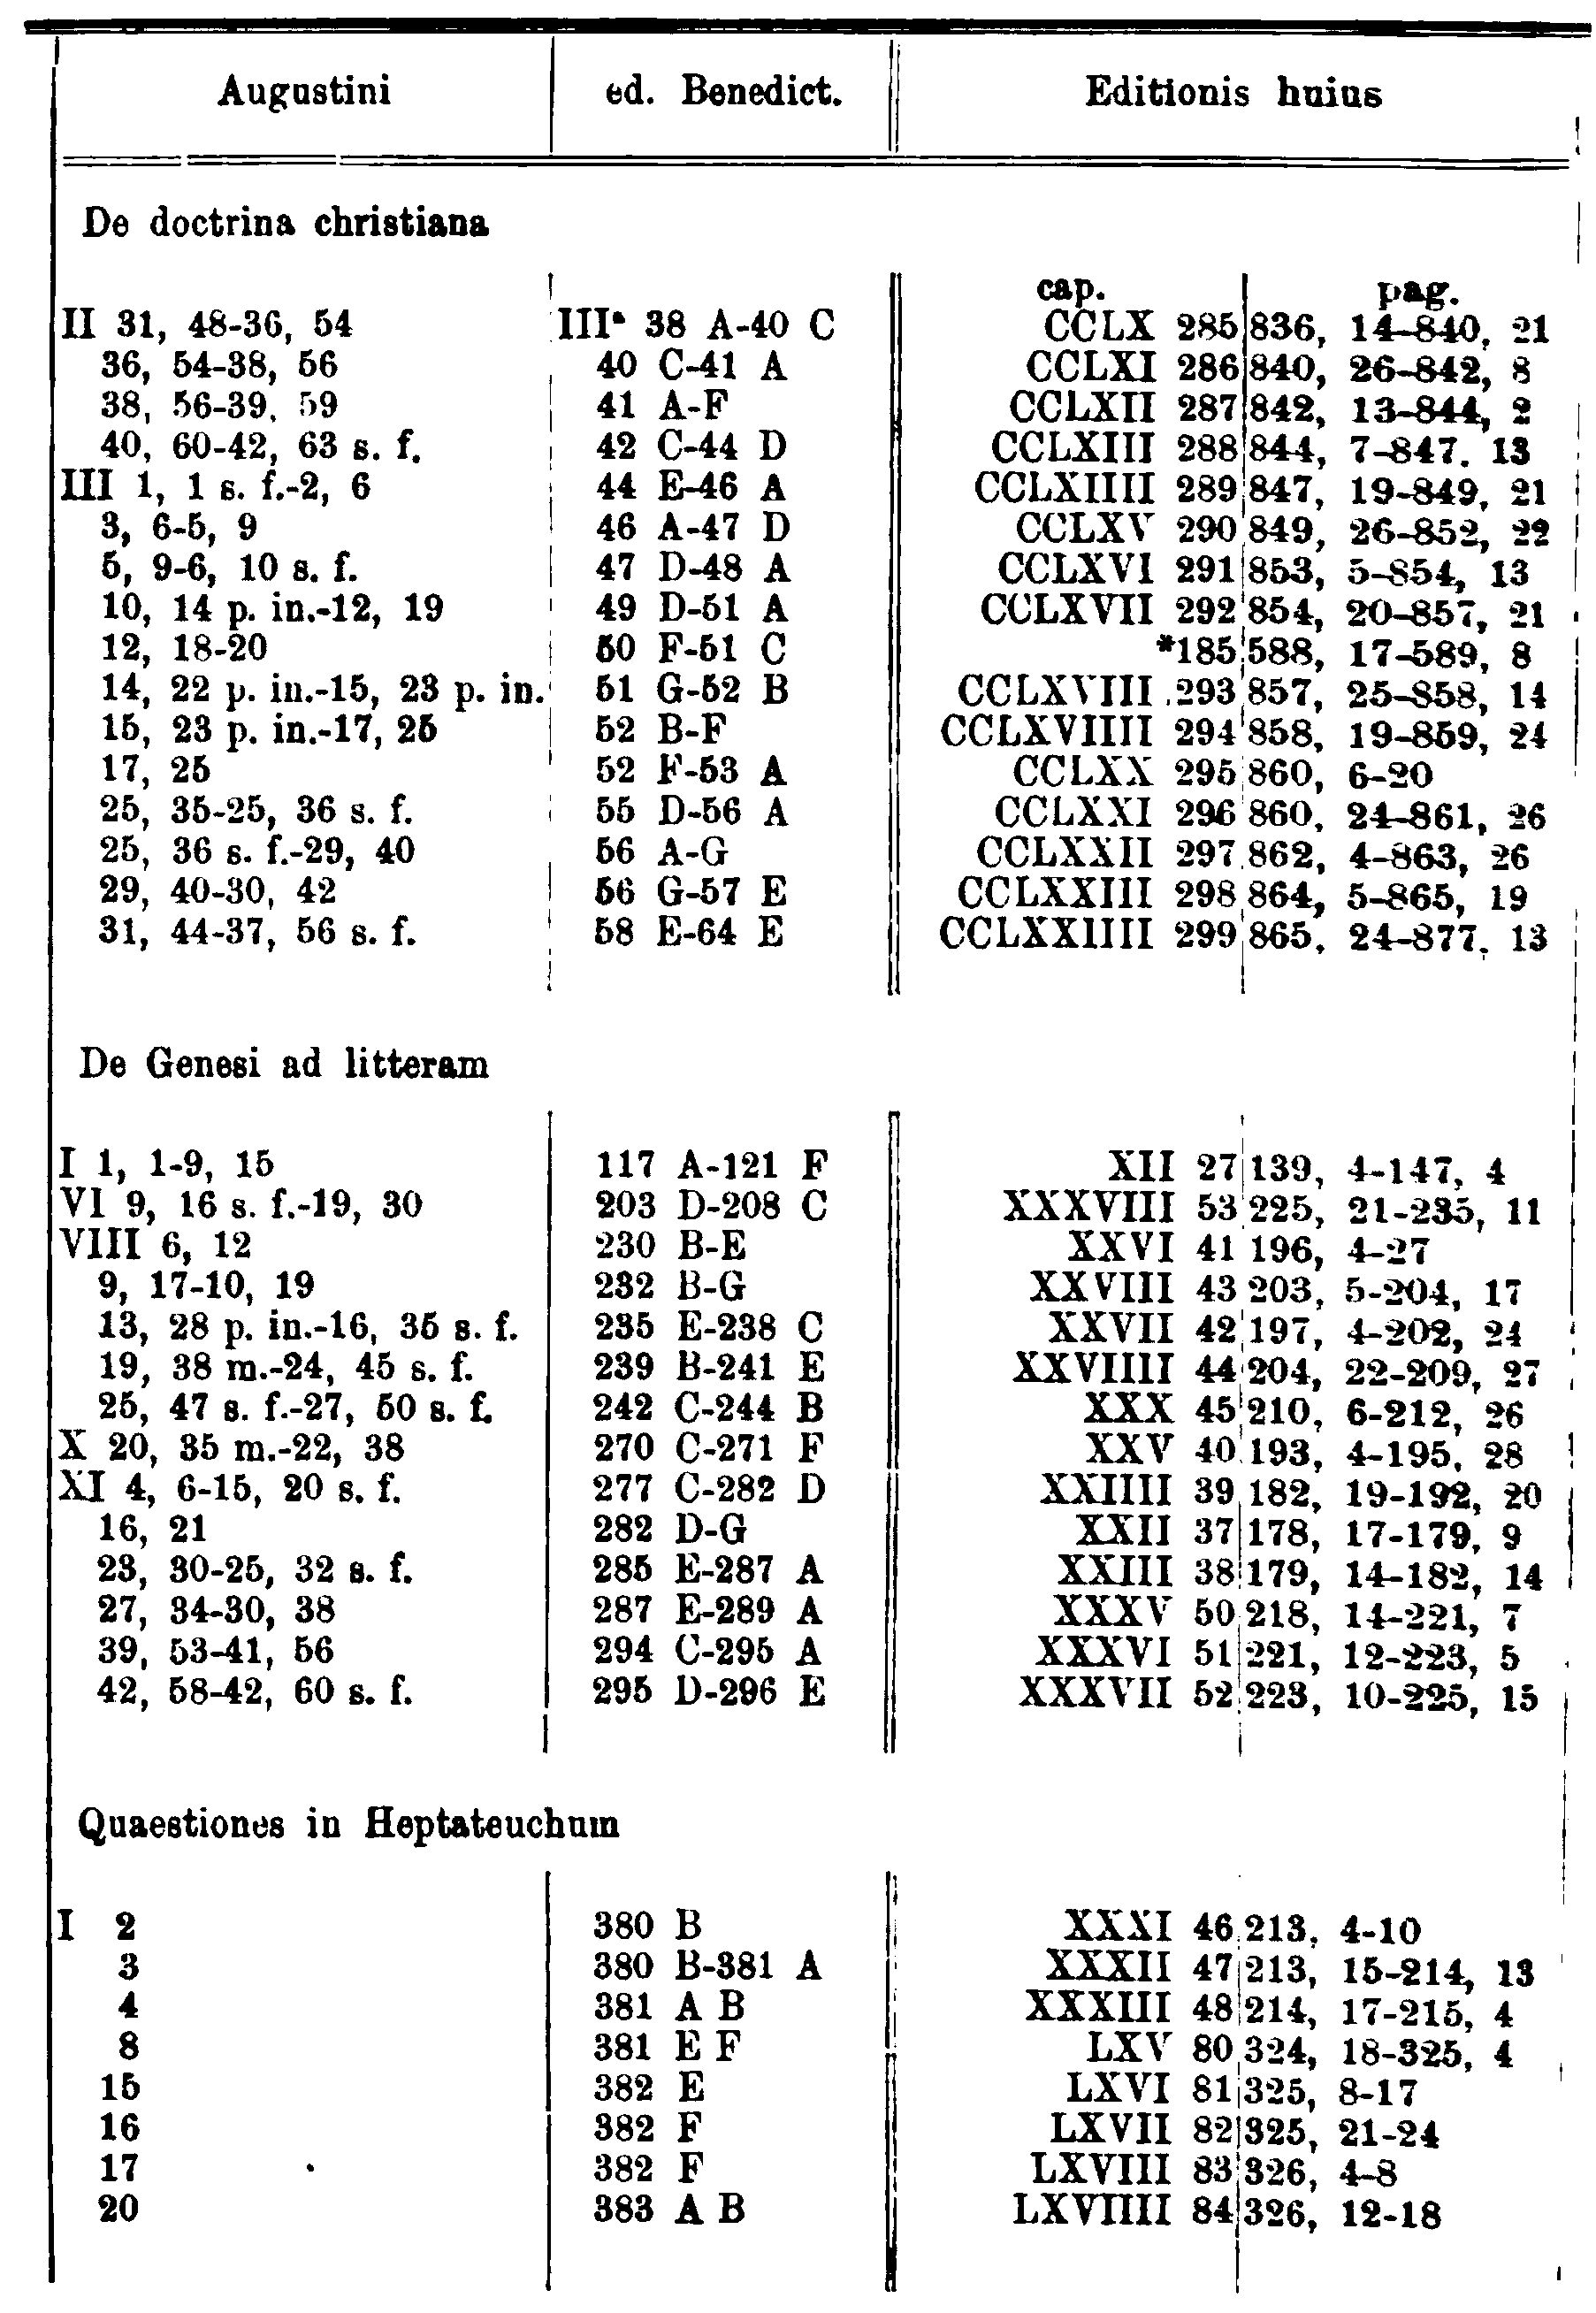 Augustini ed. Benedict. Editionis huius
De doctrina christiana
cap. pag.
II 31, 48-36, 54 IIIᵃ 38 A-40 C CCLX 285 836, 14-840, 21
36, 54-38, 56 40 C-41 A CCLXI 286 840, 26-842, 8
38, 56-39, 59 41 A-F CCLXII 287 842, 13-844, 2
40, 60-42, 63 s. f. 42 C-44 D CCLXIII 288 844, 7-847, 13
III 1, 1 s. f.-2, 6 44 E-46 A CCLXIIII 289 847, 19-849, 21
3, 6-5, 9 46 A-47 D CCLXV 290 849, 26-852, 22
5, 9-6, 10 s. f. 47 D-48 A CCLXVI 291 853, 5-854, 13
10, 14 p. in.-12, 19 49 D-51 A CCLXVII 292 854, 20-857, 21
12, 18-20 50 F-51 C *185 588, 17-589, 8
14, 22 p. in.-15, 23 p. in. 51 G-52 B CCLXVIII 293 857, 25-858, 14
15, 23 p. in.-17, 25 52 B-F CCLXVIIII 294 858, 19-859, 24
17, 25 52 F-53 A CCLXX 295 860, 6-20
25, 35-25, 36 s. f. 55 D-56 A CCLXXI 296 860, 24-861, 26
25, 36 s. f.-29, 40 56 A-G CCLXXII 297 862, 4-863, 26
29, 40-30, 42 56 G-57 E CCLXXIII 298 864, 5-865, 19
31, 44-37, 56 s. f. 58 E-64 E CCLXXIIII 299 865, 24-877, 13
De Genesi ad litteram
I 1, 1-9, 15 117 A-121 F XII 27 139, 4-147, 4
VI 9, 16 s. f.-19, 30 203 D-208 C XXXVIII 53 225, 21-235, 11
VIII 6, 12 230 B-E XXVI 41 196, 4-27
9, 17-10, 19 232 B-G XXVIII 43 203, 5-204, 17
13, 28 p. in.-16, 35 s. f. 235 E-238 C XXVII 42 197, 4-202, 24
19, 38 m.-24, 45 s. f. 239 B-241 E XXVIIII 44 204, 22-209, 27
25, 47 s. f.-27, 50 s. f. 242 C-244 B XXX 45 210, 6-212, 26
X 20, 35 m.-22, 38 270 C-271 F XXV 40 193, 4-195, 28
XI 4, 6-15, 20 s. f. 277 C-282 D XXIIII 39 182, 19-192, 20
16, 21 282 D-G XXII 37 178, 17-179, 9
23, 30-25, 32 s. f. 285 E-287 A XXIII 38 179, 14-182, 14
27, 34-30, 38 287 E-289 A XXXV 50 218, 14-221, 7
39, 53-41, 56 294 C-295 A XXXVI 51 221, 12-223, 5
42, 58-42, 60 s. f. 295 D-296 E XXXVII 52 223, 10-225, 15
Quaestiones in Heptateuchum
I 2 380 B XXXI 46 213, 4-10
3 380 B-381 A XXXII 47 213, 15-214, 13
4 381 A B XXXIII 48 214, 17-215, 4
8 381 E F LXV 80 324, 18-325, 4
15 382 E LXVI 81 325, 8-17
16 382 F LXVII 82 325, 21-24
17 382 F LXVIII 83 326, 4-8
20 383 A B LXVIIII 84 326, 12-18